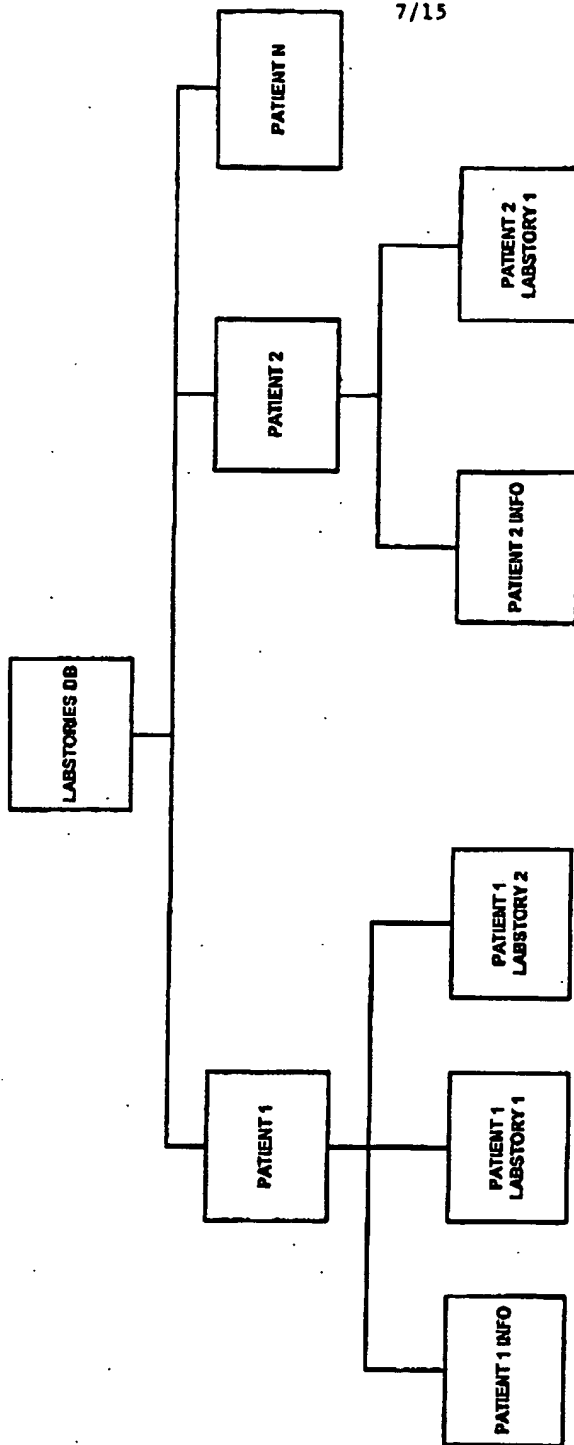 7/15
LABSTORIES DB
PATIENT 1
PATIENT 2
PATIENT N
PATIENT 1 INFO
PATIENT 1
LABSTORY 1
PATIENT 1
LABSTORY 2
PATIENT 2 INFO
PATIENT 2
LABSTORY 1